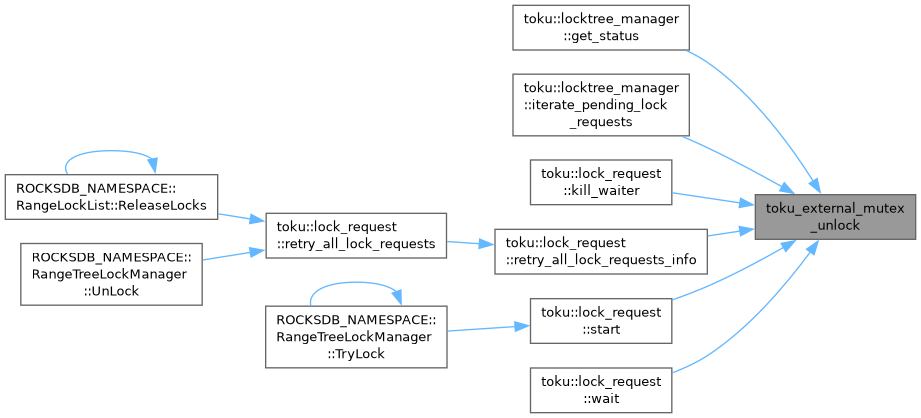 toku::locktree_manager
::get_status
toku::locktree_manager
::iterate_pending_lock
_requests
toku::lock_request
::kill_waiter
ROCKSDB_NAMESPACE::
RangeLockList::ReleaseLocks
toku_external_mutex
_unlock
toku::lock_request
::retry_all_lock_requests
toku::lock_request
::retry_all_lock_requests_info
ROCKSDB_NAMESPACE::
RangeTreeLockManager
::UnLock
toku::lock_request
::start
ROCKSDB_NAMESPACE::
RangeTreeLockManager
::TryLock
toku::lock_request
::wait